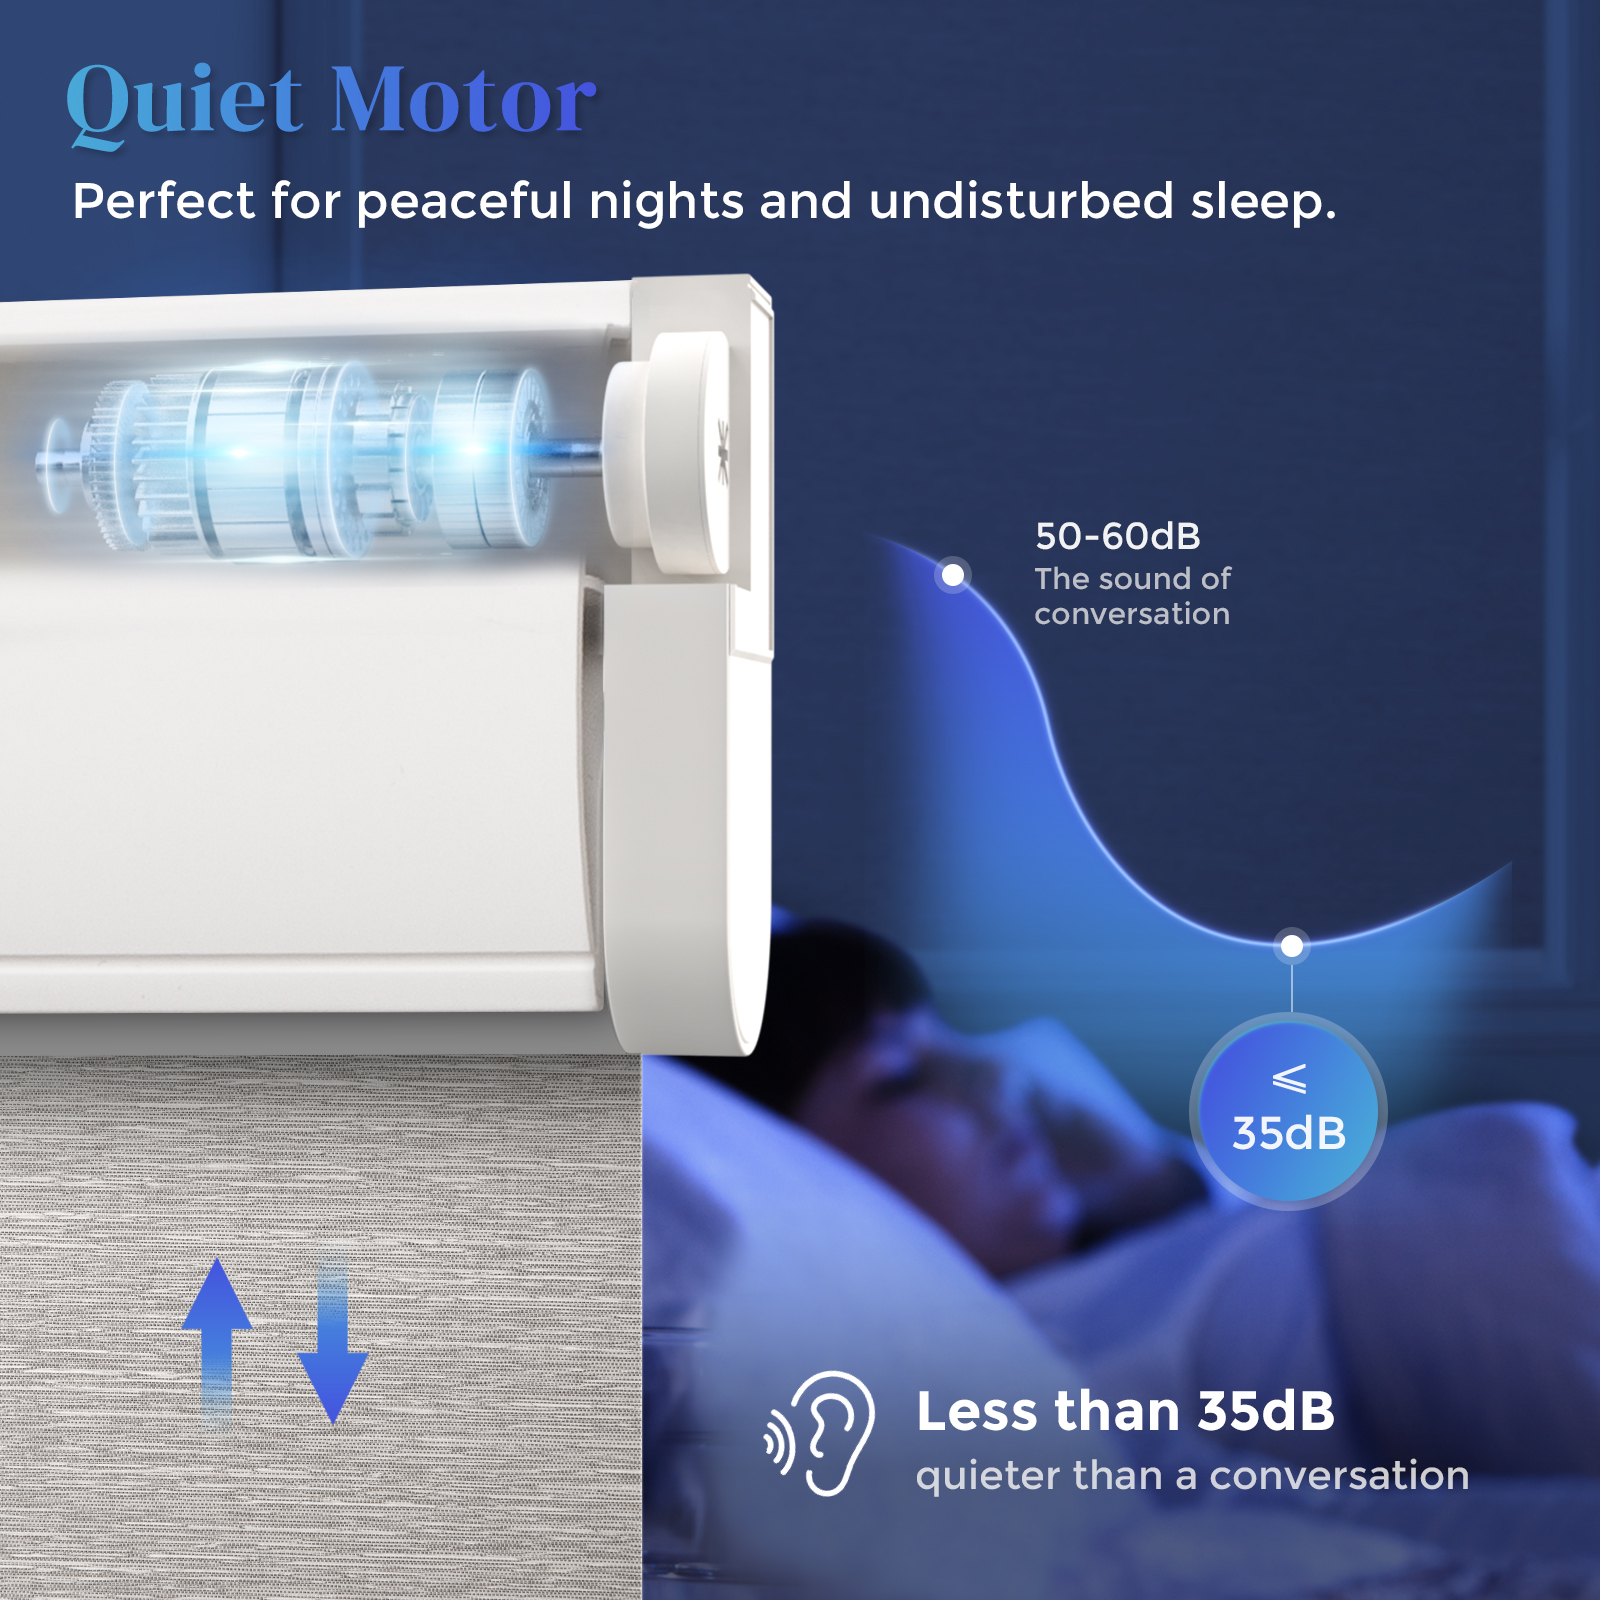 Quiet Motor
Perfect for peaceful nights and undisturbed sleep.
50-60dB
The sound of
conversation
⩽
35dB
Less than 35dB
quieter than a conversation